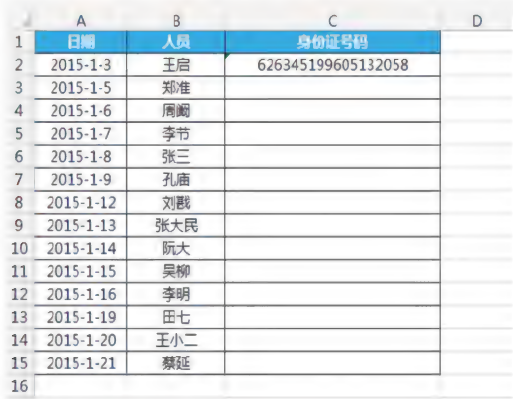 A B C D
1 日期 人员 身份证号码
2 2015-1-3 王启 626345199605132058
3 2015-1-5 郑准
4 2015-1-6 周阚
5 2015-1-7 李节
6 2015-1-8 张三
7 2015-1-9 孔庙
8 2015-1-12 刘戡
9 2015-1-13 张大民
10 2015-1-14 阮大
11 2015-1-15 吴柳
12 2015-1-16 李明
13 2015-1-19 田七
14 2015-1-20 王小二
15 2015-1-21 蔡延
16